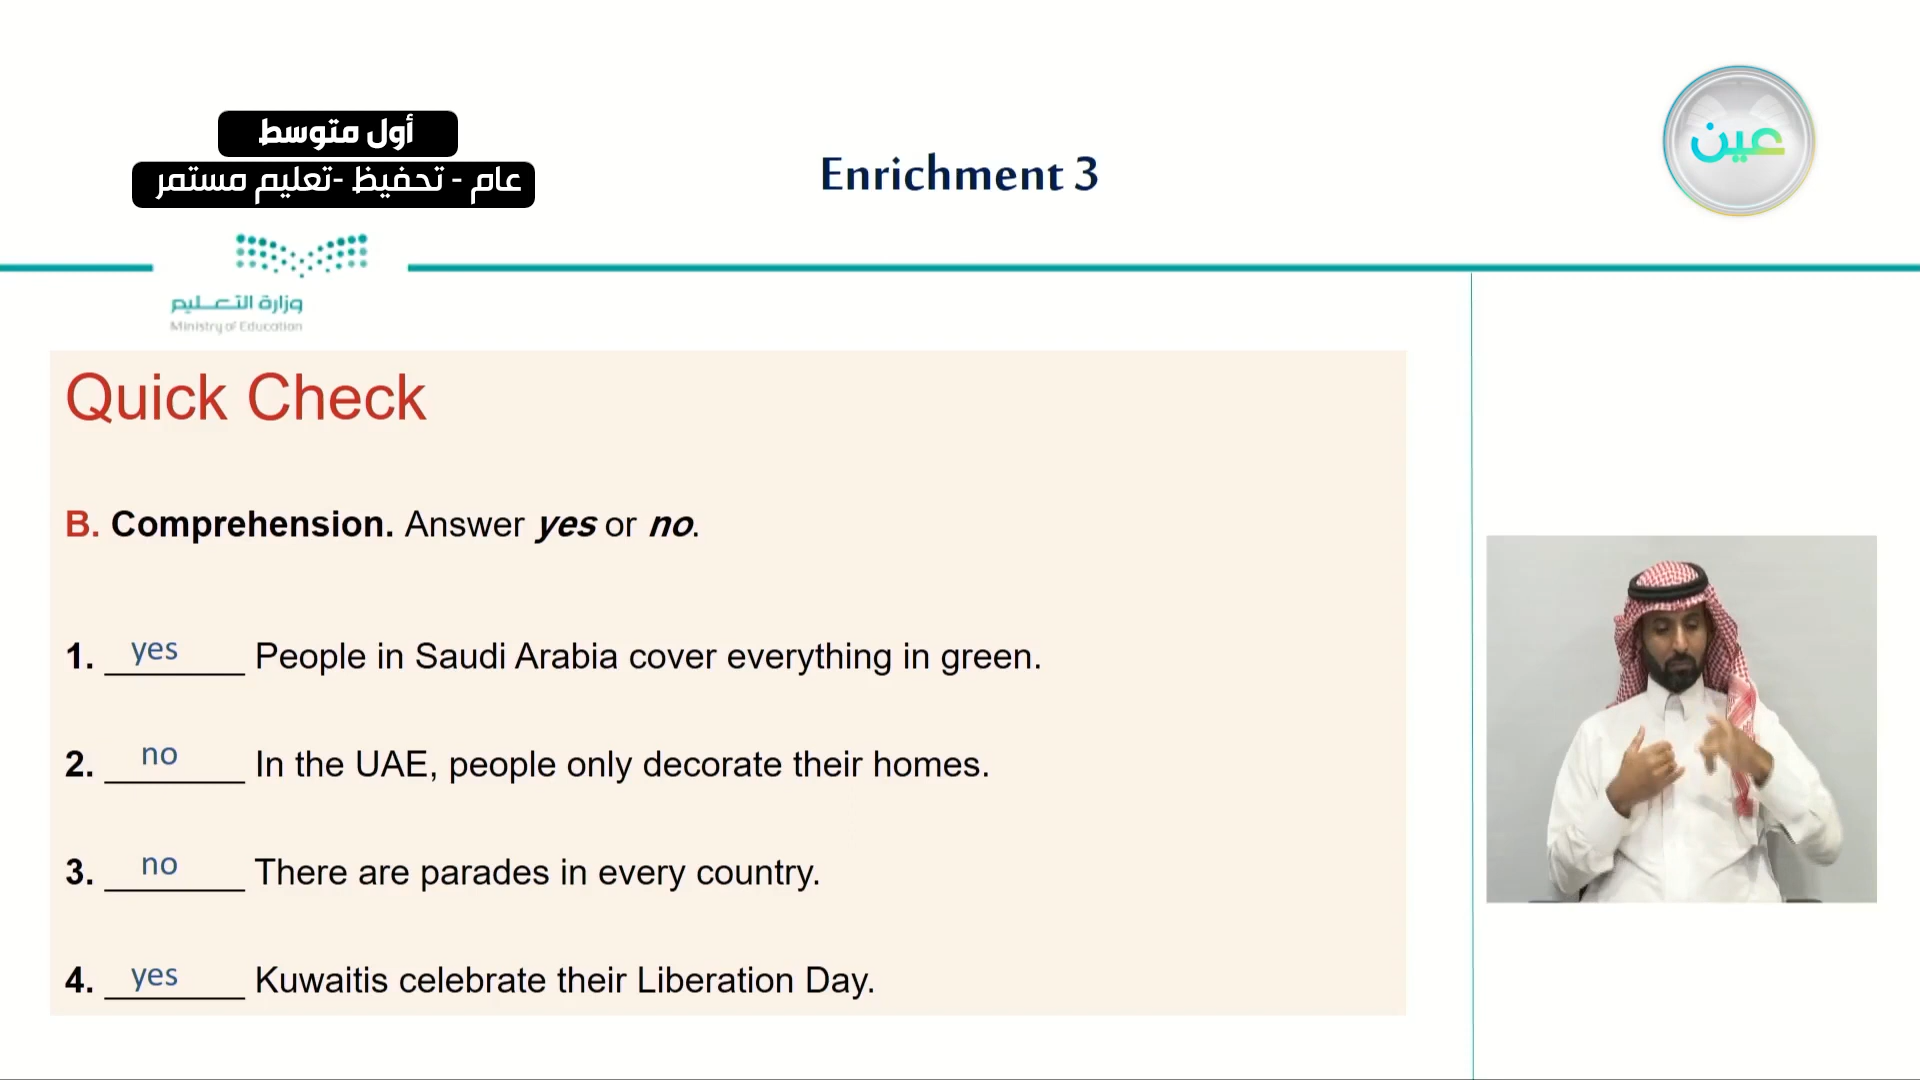 أول متوسط
عام - تحفيظ -تعليم مستمر
Enrichment 3
عين
وزارة التعليم
Ministry of Education
Quick Check
B. Comprehension. Answer yes or no.
1. yes People in Saudi Arabia cover everything in green.
2. no In the UAE, people only decorate their homes.
3. no There are parades in every country.
4. yes Kuwaitis celebrate their Liberation Day.